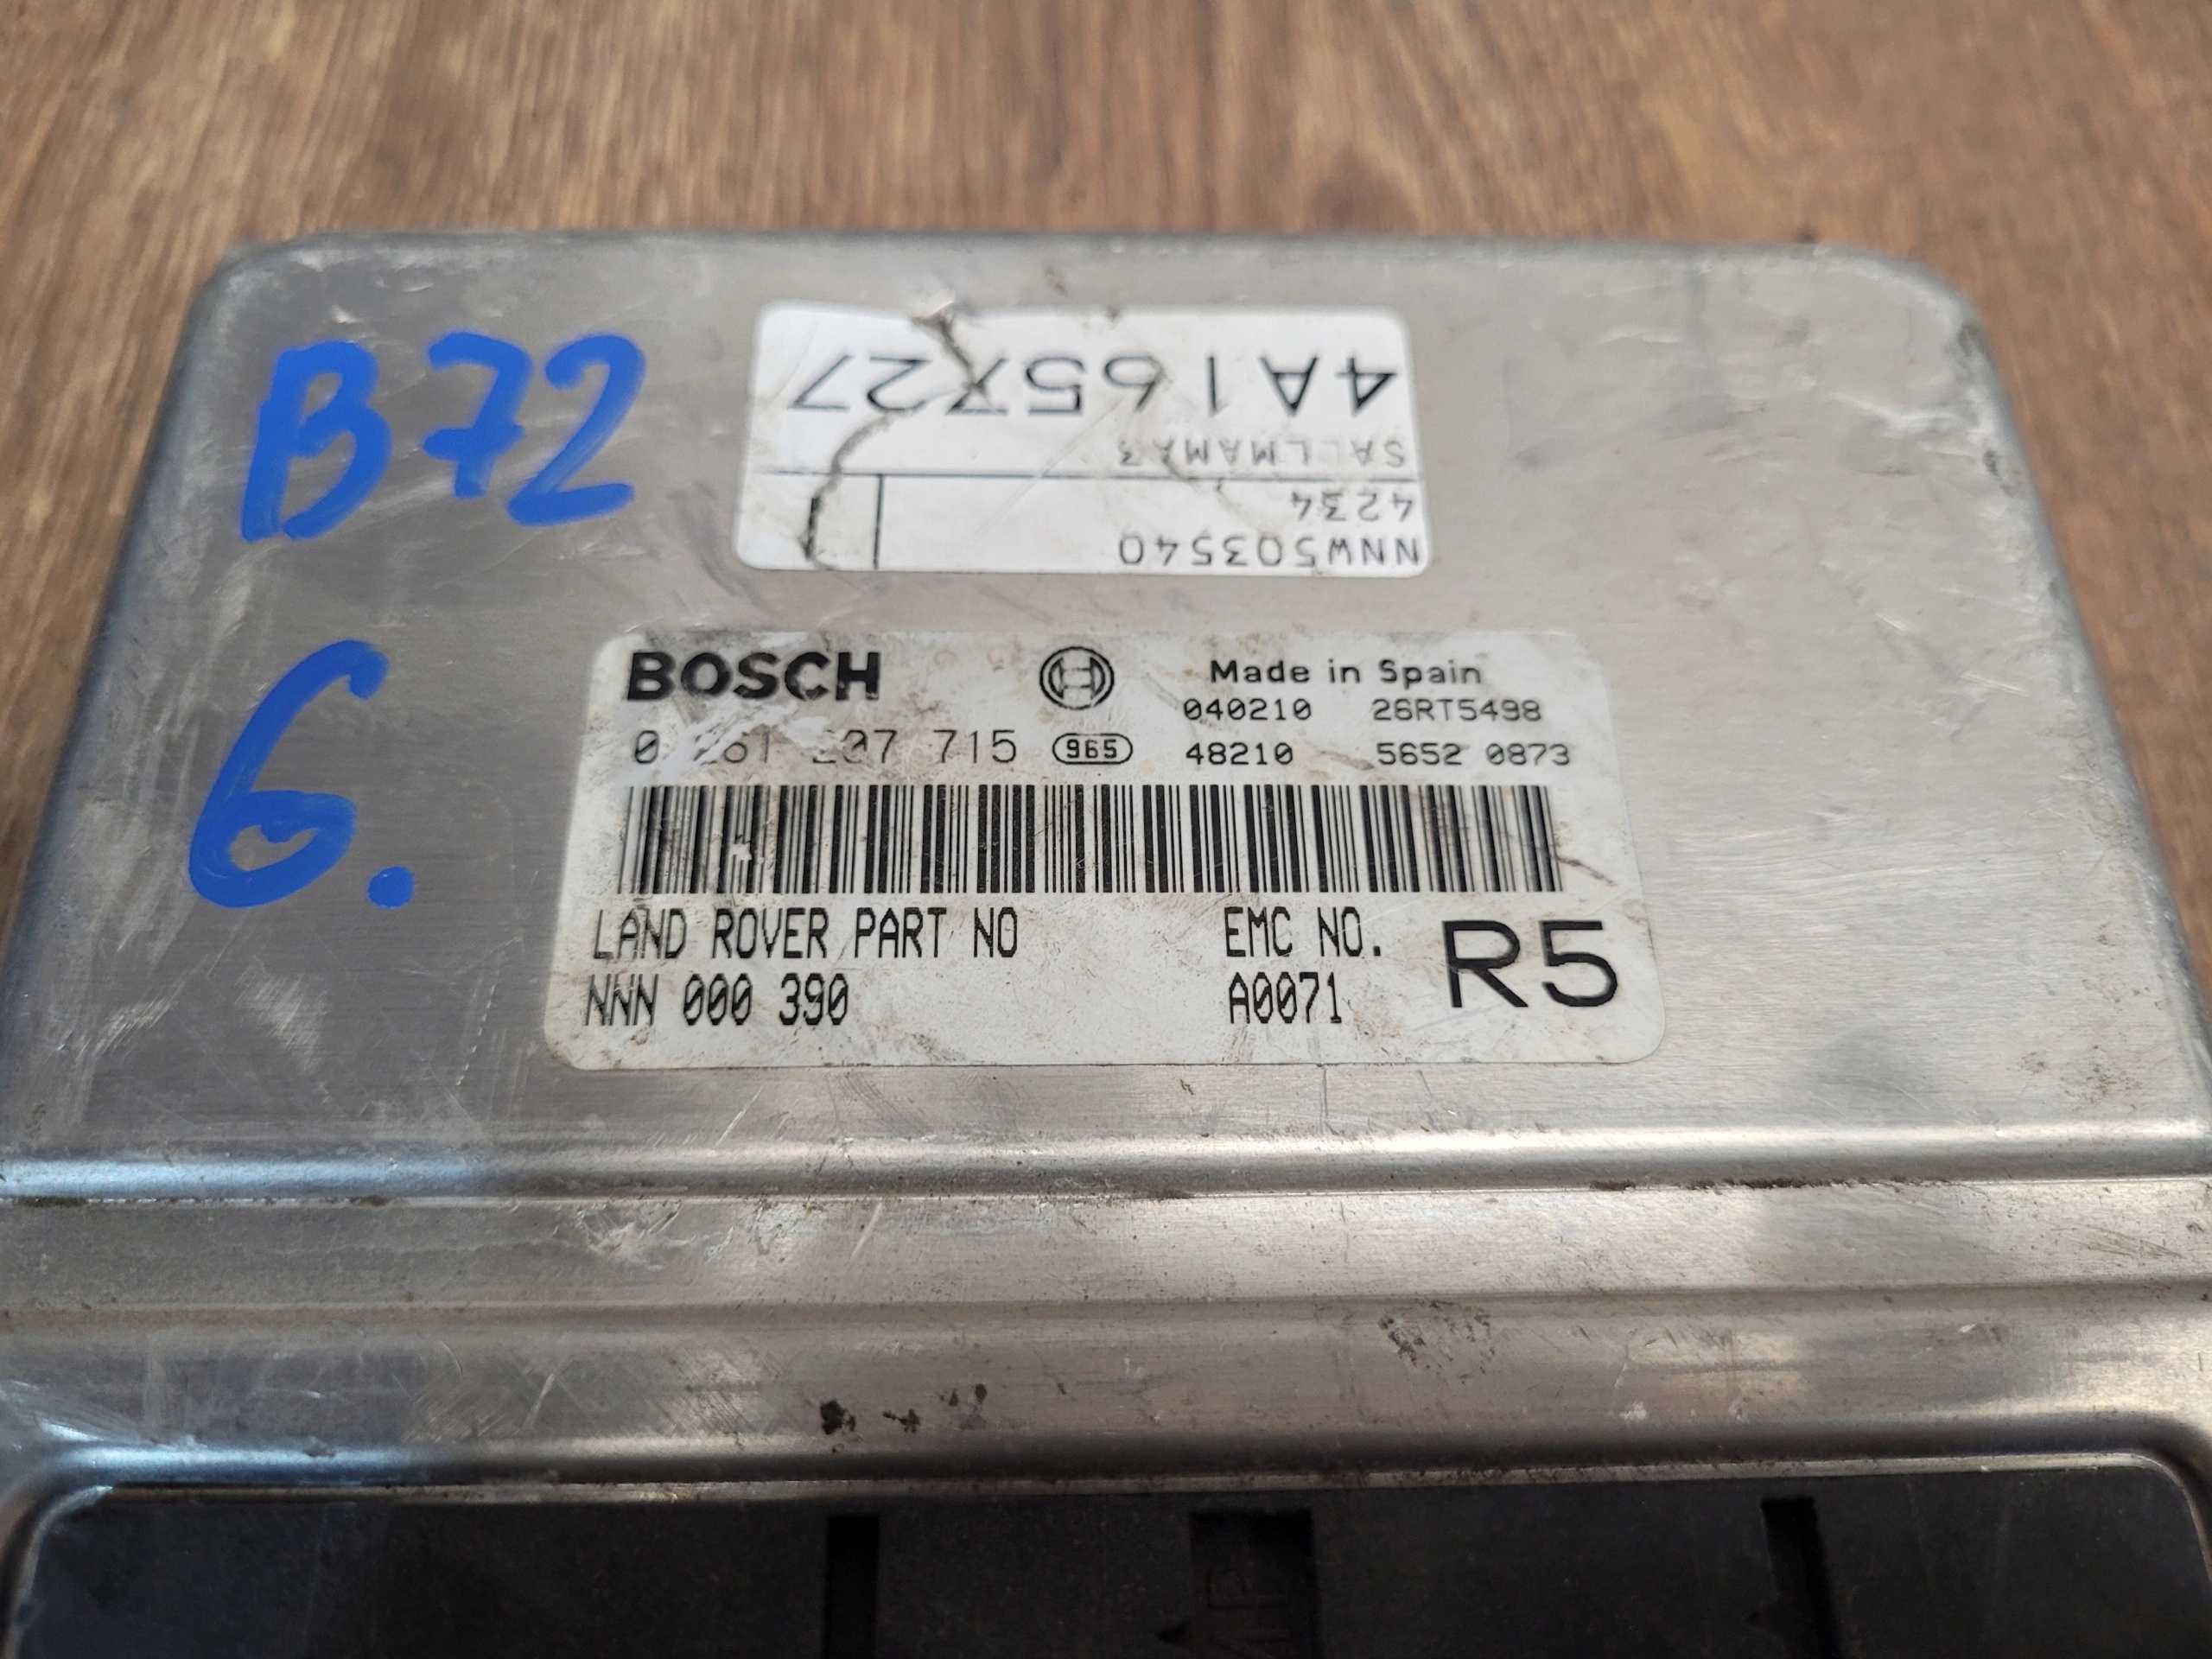 B72
6.
NNW503540
4234
SALLMAMA3
4A165727
BOSCH
Made in Spain
040210 26RT5498
0 261 207 715 965 48210 5652 0873
LAND ROVER PART NO EMC NO.
NNN 000 390 A0071 R5